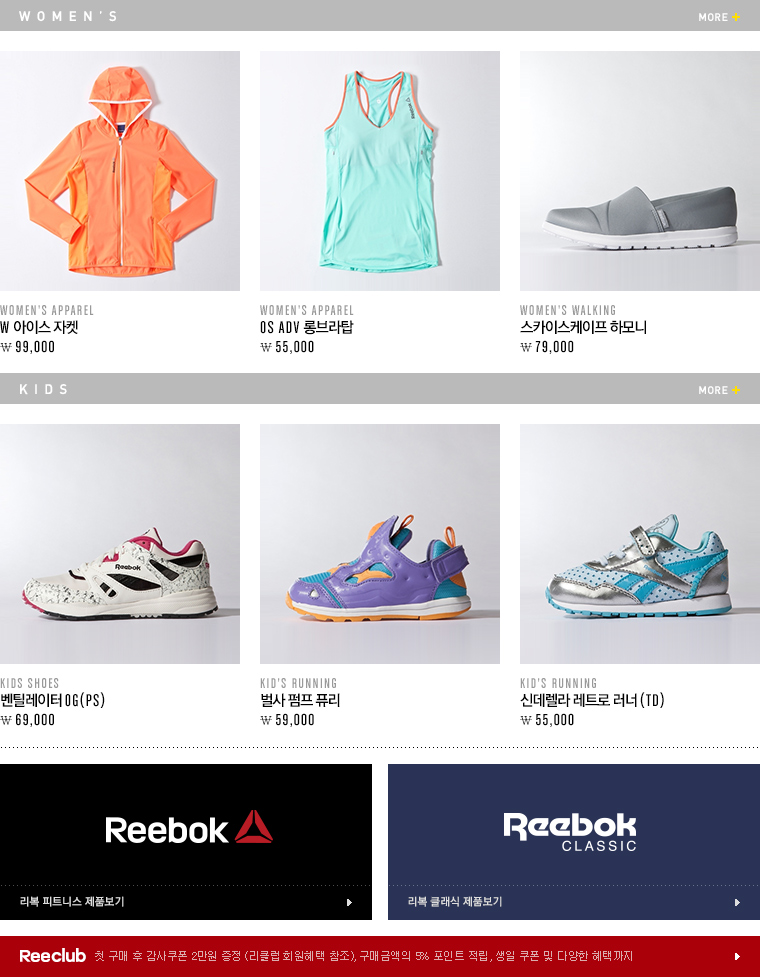 WOMEN'S
MORE +
WOMEN'S APPAREL
W 아이스 자켓
₩ 99,000
WOMEN'S APPAREL
OS ADV 롱브라탑
₩ 55,000
WOMEN'S WALKING
스카이스케이프 하모니
₩ 79,000
KIDS
MORE +
Reebok
KIDS SHOES
벤틸레이터 OG(PS)
₩ 69,000
KID'S RUNNING
벌사 펌프 퓨리
₩ 59,000
KID'S RUNNING
신데렐라 레트로 러너 (TD)
₩ 55,000
Reebok
리복 피트니스 제품보기
Reebok
CLASSIC
리복 클래식 제품보기
Reeclub 첫 구매 후 감사쿠폰 2만원 증정 (리클럽 회원혜택 참조), 구매금액의 5% 포인트 적립, 생일 쿠폰 및 다양한 혜택까지